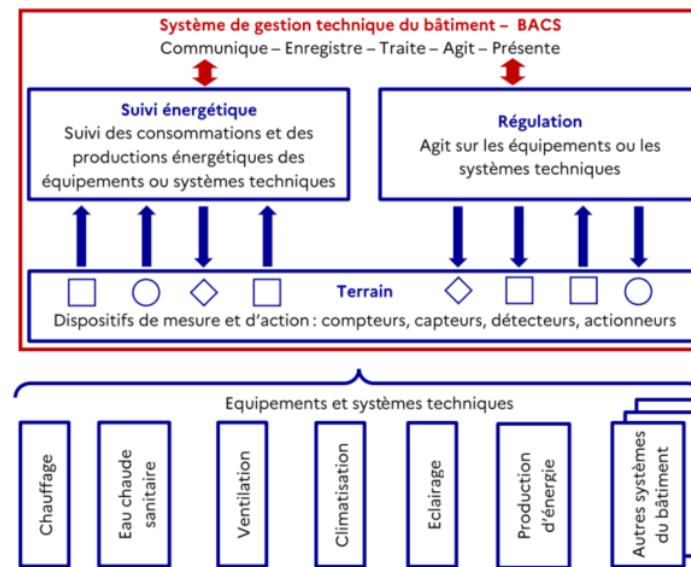 Système de gestion technique du bâtiment – BACS
Communique – Enregistre – Traite – Agit – Présente
Suivi énergétique
Suivi des consommations et des
productions énergétiques des
équipements ou systèmes techniques
Régulation
Agit sur les équipements ou les
systèmes techniques
Terrain
Dispositifs de mesure et d'action : compteurs, capteurs, détecteurs, actionneurs
Equipements et systèmes techniques
Chauffage
Eau chaude
sanitaire
Ventilation
Climatisation
Eclairage
Production
d'énergie
Autres systèmes
du bâtiment